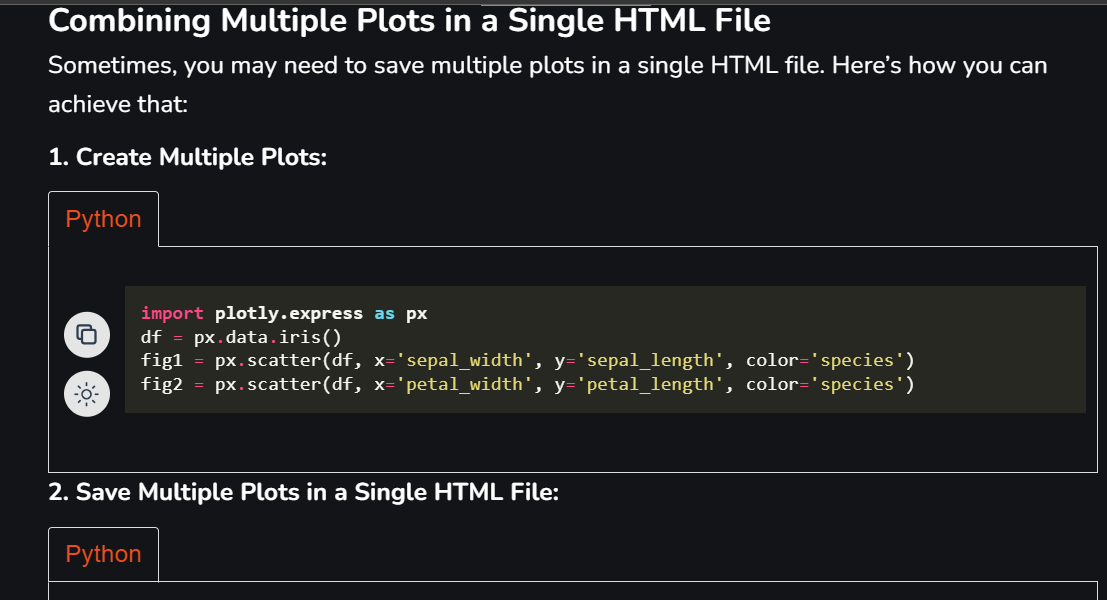 Combining Multiple Plots in a Single HTML File
Sometimes, you may need to save multiple plots in a single HTML file. Here’s how you can
achieve that:
1. Create Multiple Plots:
Python
import plotly.express as px
df = px.data.iris()
fig1 = px.scatter(df, x='sepal_width', y='sepal_length', color='species')
fig2 = px.scatter(df, x='petal_width', y='petal_length', color='species')
2. Save Multiple Plots in a Single HTML File:
Python